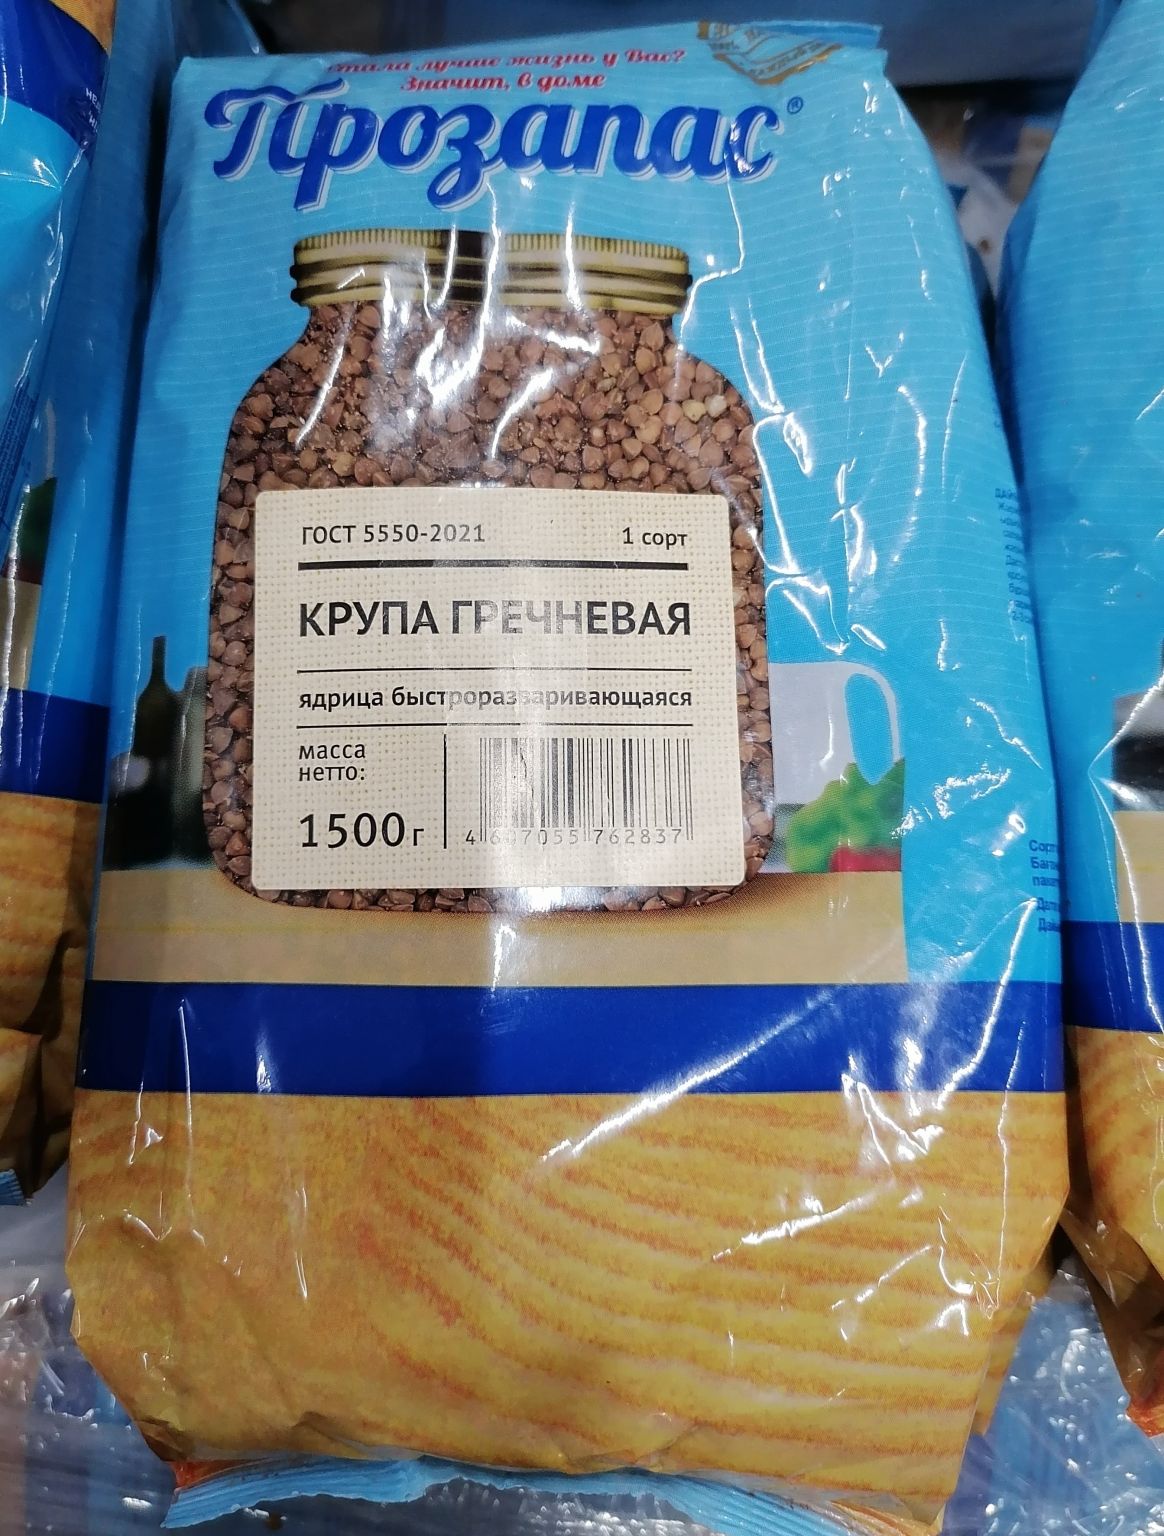 стала лучше жизнь у Вас?
Значит, в доме
Прозапас®
ГОСТ 5550-2021
1 сорт
КРУПА ГРЕЧНЕВАЯ
ядрица быстроразваривающаяся
масса
нетто:
1500г
4 607055 762837